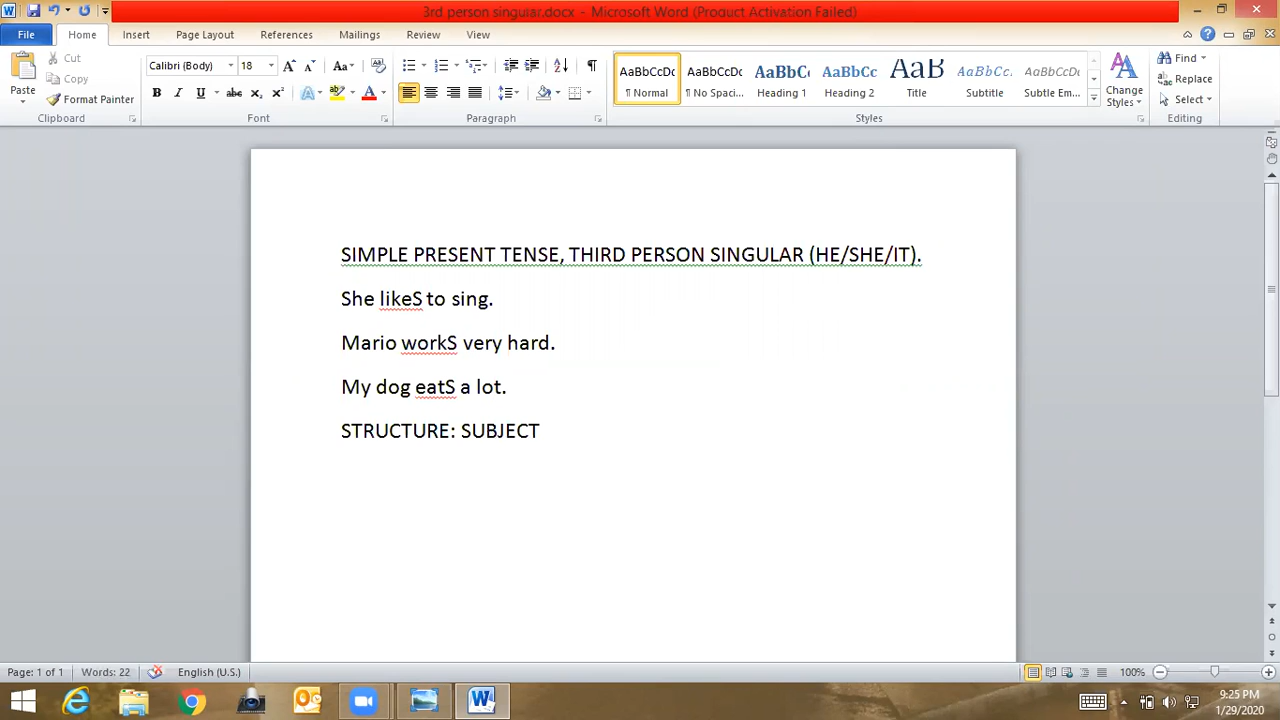 3rd person singular.docx - Microsoft Word (Product Activation Failed)
File Home Insert Page Layout References Mailings Review View
Cut
Copy
Format Painter
Paste
Calibri (Body) 18
AaBbCcDc AaBbCcDc AaBbC AaBbCc AaB AaBbCc. AaBbCcDc
¶ Normal ¶ No Spaci... Heading 1 Heading 2 Title Subtitle Subtle Em...
Change Styles
Find
Replace
Select
Clipboard Font Paragraph Styles Editing
SIMPLE PRESENT TENSE, THIRD PERSON SINGULAR (HE/SHE/IT).
She likeS to sing.
Mario workS very hard.
My dog eatS a lot.
STRUCTURE: SUBJECT
Page: 1 of 1 Words: 22 English (U.S.) 100%
9:25 PM
1/29/2020